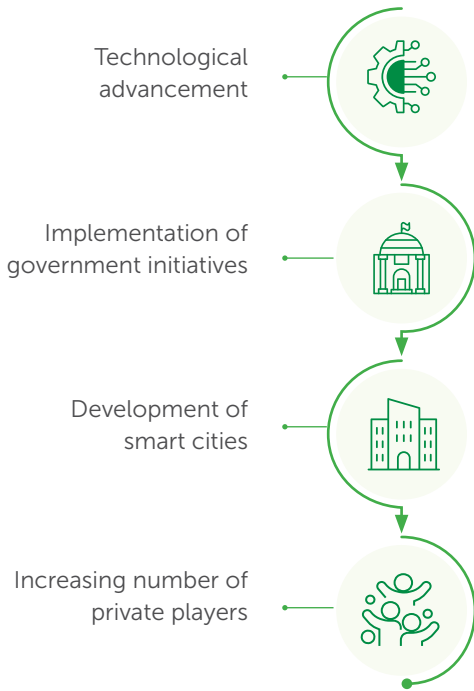 Technological
advancement
Implementation of
government initiatives
Development of
smart cities
Increasing number of
private players